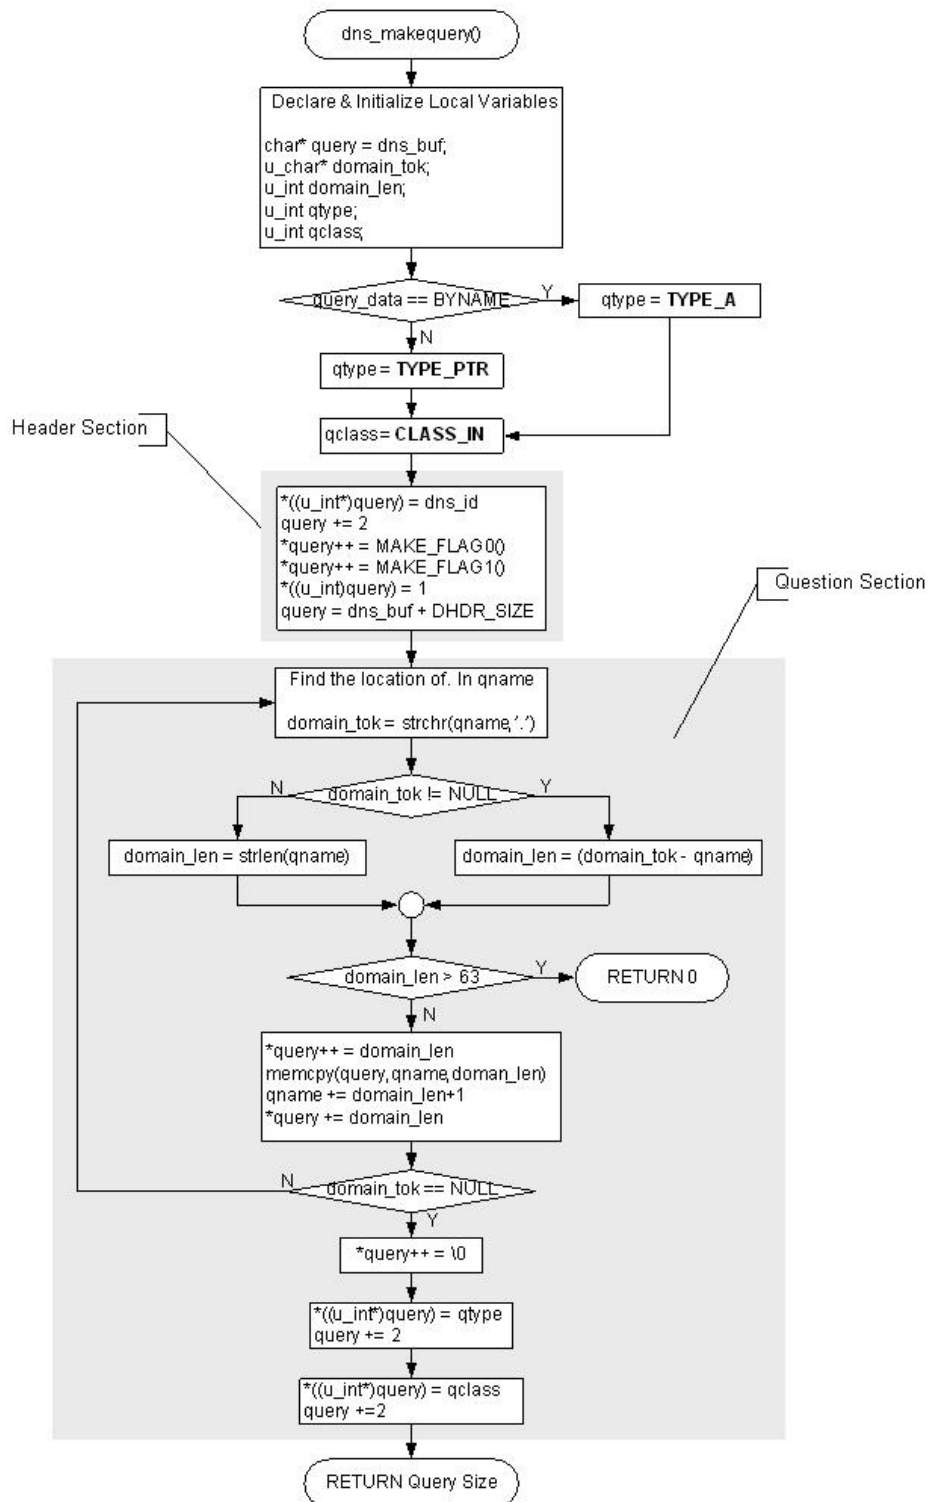 dns_makequery()
Declare & Initialize Local Variables
char* query = dns_buf;
u_char* domain_tok;
u_int domain_len;
u_int qtype;
u_int qclass;
query_data == BYNAME
Y
qtype = TYPE_A
N
qtype = TYPE_PTR
Header Section
qclass= CLASS_IN
*((u_int*)query) = dns_id
query += 2
*query++ = MAKE_FLAG0()
*query++ = MAKE_FLAG1()
*((u_int)query) = 1
query = dns_buf + DHDR_SIZE
Question Section
Find the location of. In qname
domain_tok = strchr(qname,'.')
N
domain_tok != NULL
Y
domain_len = strlen(qname)
domain_len = (domain_tok - qname)
domain_len > 63
Y
RETURN 0
N
*query++ = domain_len
memcpy(query,qname,doman_len)
qname += domain_len+1
*query += domain_len
N
domain_tok == NULL
Y
*query++ = \0
*((u_int*)query) = qtype
query += 2
*((u_int*)query) = qclass
query +=2
RETURN Query Size